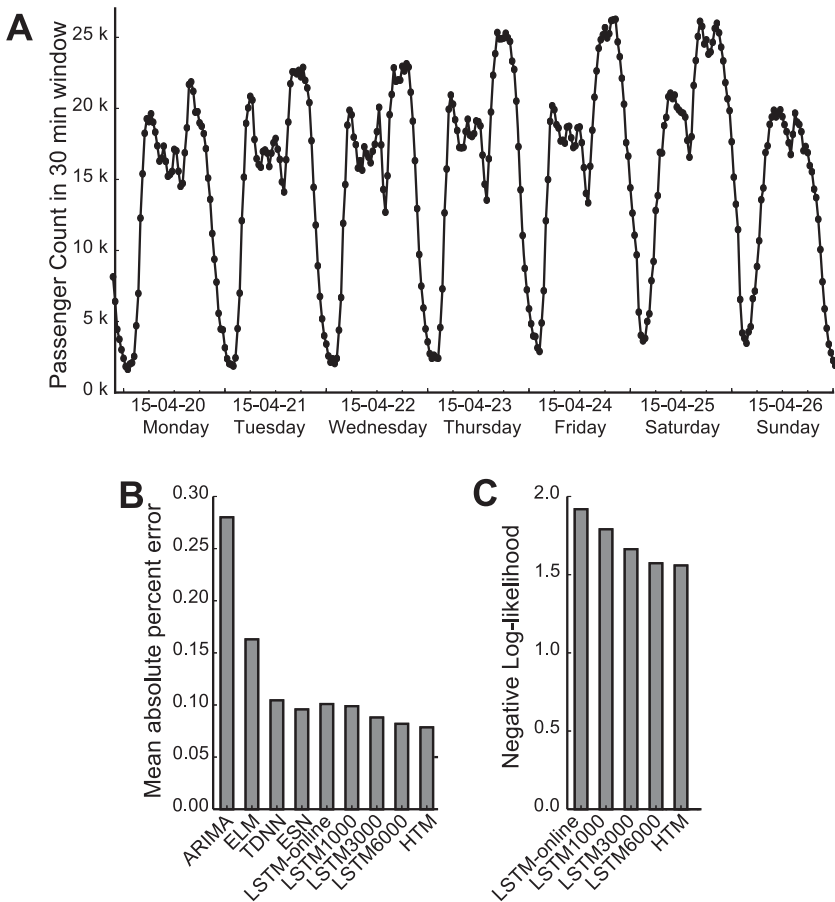 A
Passenger Count in 30 min window
25 k
20 k
15 k
10 k
5 k
0 k
15-04-20 15-04-21 15-04-22 15-04-23 15-04-24 15-04-25 15-04-26
Monday Tuesday Wednesday Thursday Friday Saturday Sunday
B
Mean absolute percent error
0.30
0.25
0.20
0.15
0.10
0.05
0.00
ARIMA
ELM
TDNN
ESN
LSTM-online
LSTM1000
LSTM3000
LSTM6000
HTM
C
Negative Log-likelihood
2.0
1.5
1.0
0.5
0.0
LSTM-online
LSTM1000
LSTM3000
LSTM6000
HTM